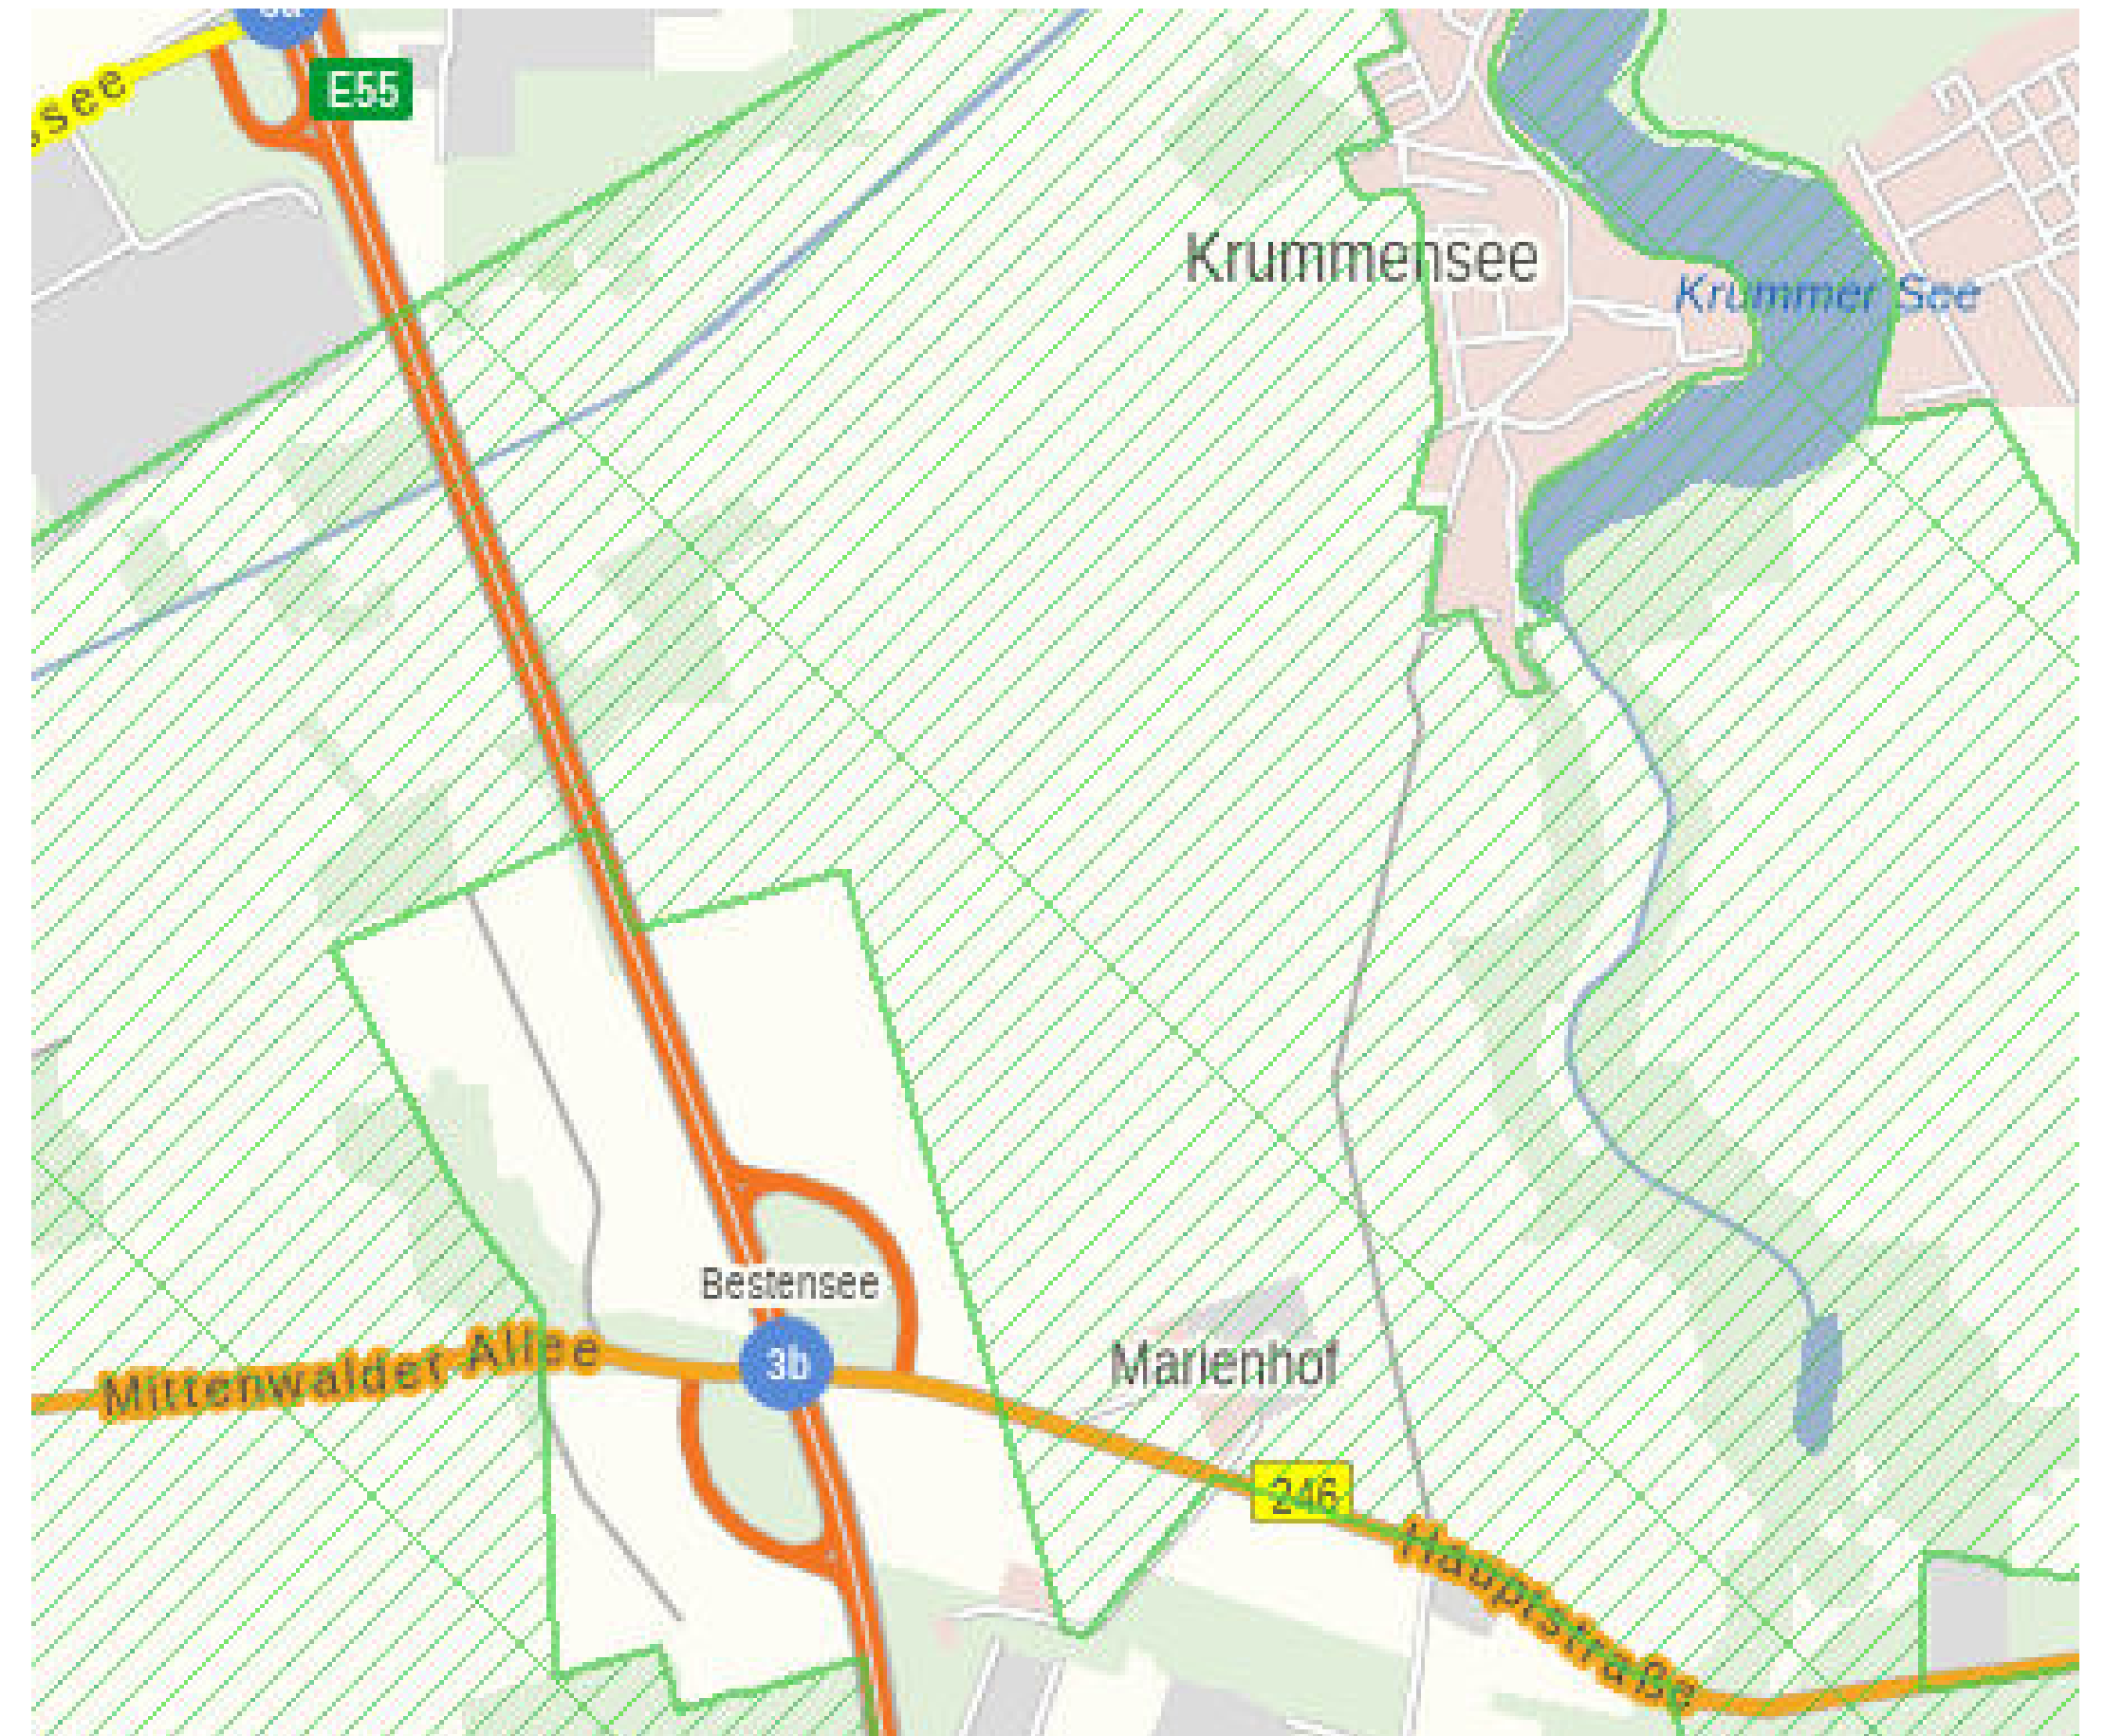 E55
Krummensee
Krummer See
Bestensee
3b
Mittenwalder Allee
Marienhof
246
Hauptstraße